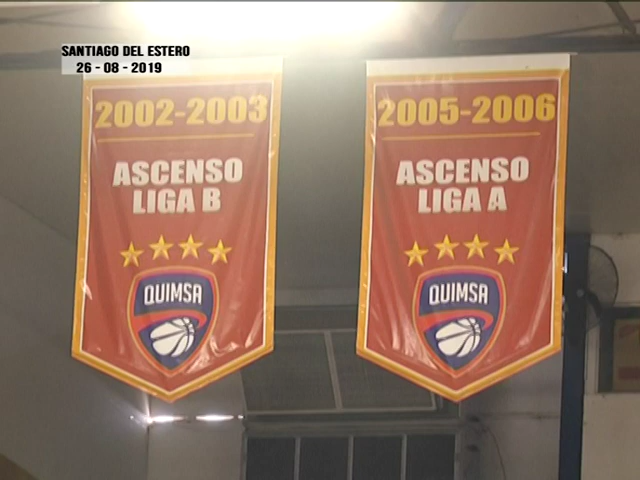 SANTIAGO DEL ESTERO
26 - 08 - 2019
2002-2003
ASCENSO
LIGA B
QUIMSA
2005-2006
ASCENSO
LIGA A
QUIMSA